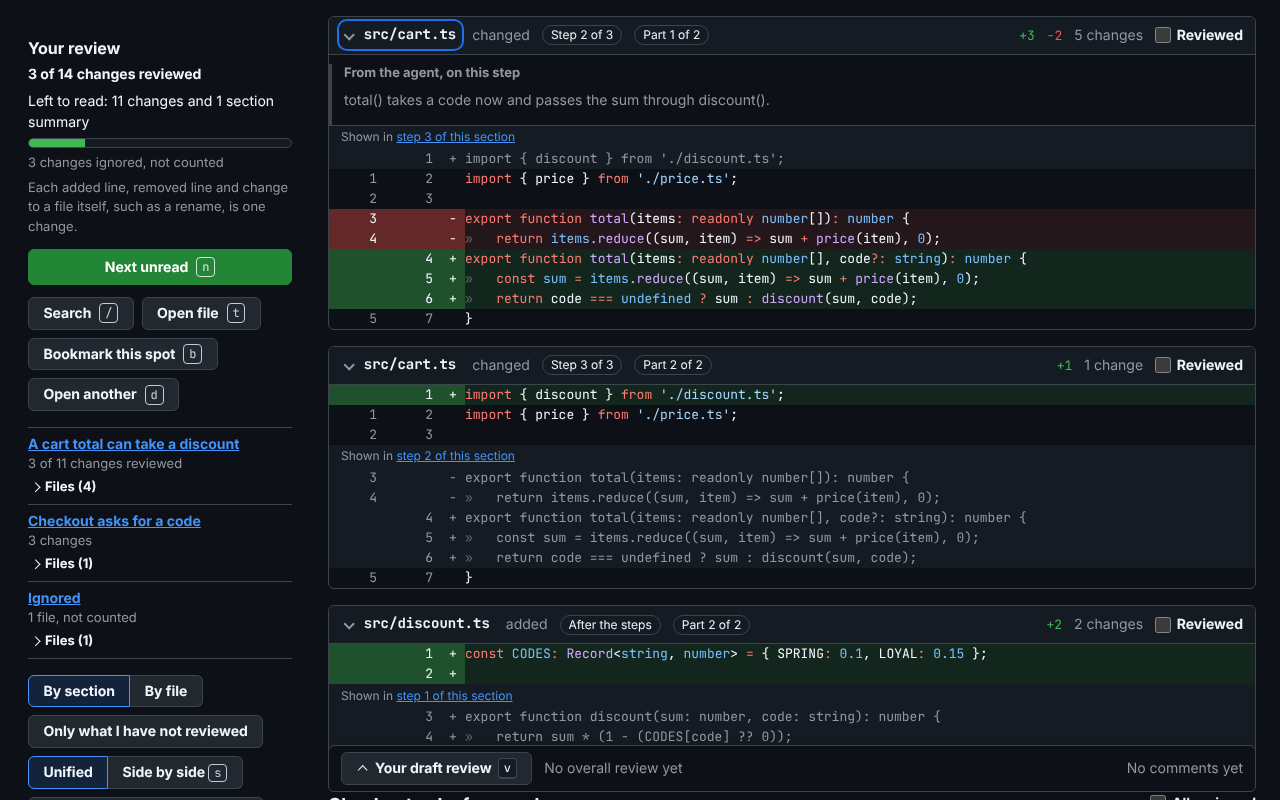 Your review
3 of 14 changes reviewed
Left to read: 11 changes and 1 section
summary
3 changes ignored, not counted
Each added line, removed line and change
to a file itself, such as a rename, is one
change.
Next unread n
Search / Open file t
Bookmark this spot b
Open another d
A cart total can take a discount
3 of 11 changes reviewed
Files (4)
Checkout asks for a code
3 changes
Files (1)
Ignored
1 file, not counted
Files (1)
By section By file
Only what I have not reviewed
Unified Side by side s
src/cart.ts changed Step 2 of 3 Part 1 of 2 +3 -2 5 changes Reviewed
From the agent, on this step
total() takes a code now and passes the sum through discount().
Shown in step 3 of this section
1 + import { discount } from './discount.ts';
1 2 import { price } from './price.ts';
2 3
3 - export function total(items: readonly number[]): number {
4 - » return items.reduce((sum, item) => sum + price(item), 0);
4 + export function total(items: readonly number[], code?: string): number {
5 + » const sum = items.reduce((sum, item) => sum + price(item), 0);
6 + » return code === undefined ? sum : discount(sum, code);
5 7 }
src/cart.ts changed Step 3 of 3 Part 2 of 2 +1 1 change Reviewed
1 + import { discount } from './discount.ts';
1 2 import { price } from './price.ts';
2 3
Shown in step 2 of this section
3 - export function total(items: readonly number[]): number {
4 - » return items.reduce((sum, item) => sum + price(item), 0);
4 + export function total(items: readonly number[], code?: string): number {
5 + » const sum = items.reduce((sum, item) => sum + price(item), 0);
6 + » return code === undefined ? sum : discount(sum, code);
5 7 }
src/discount.ts added After the steps Part 2 of 2 +2 2 changes Reviewed
1 + const CODES: Record<string, number> = { SPRING: 0.1, LOYAL: 0.15 };
2 +
Shown in step 1 of this section
3 + export function discount(sum: number, code: string): number {
4 + » return sum * (1 - (CODES[code] ?? 0));
Your draft review v No overall review yet No comments yet